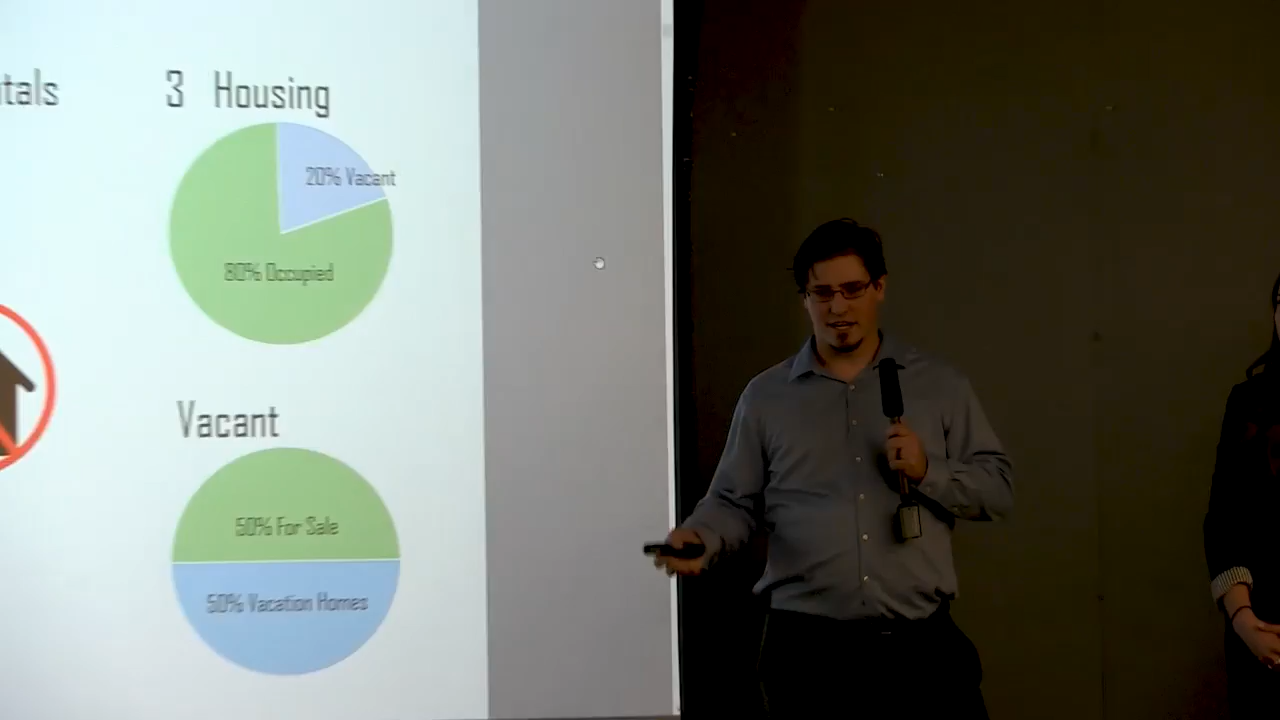 tals
3 Housing
20% Vacant
80% Occupied
Vacant
50% For Sale
50% Vacation Homes